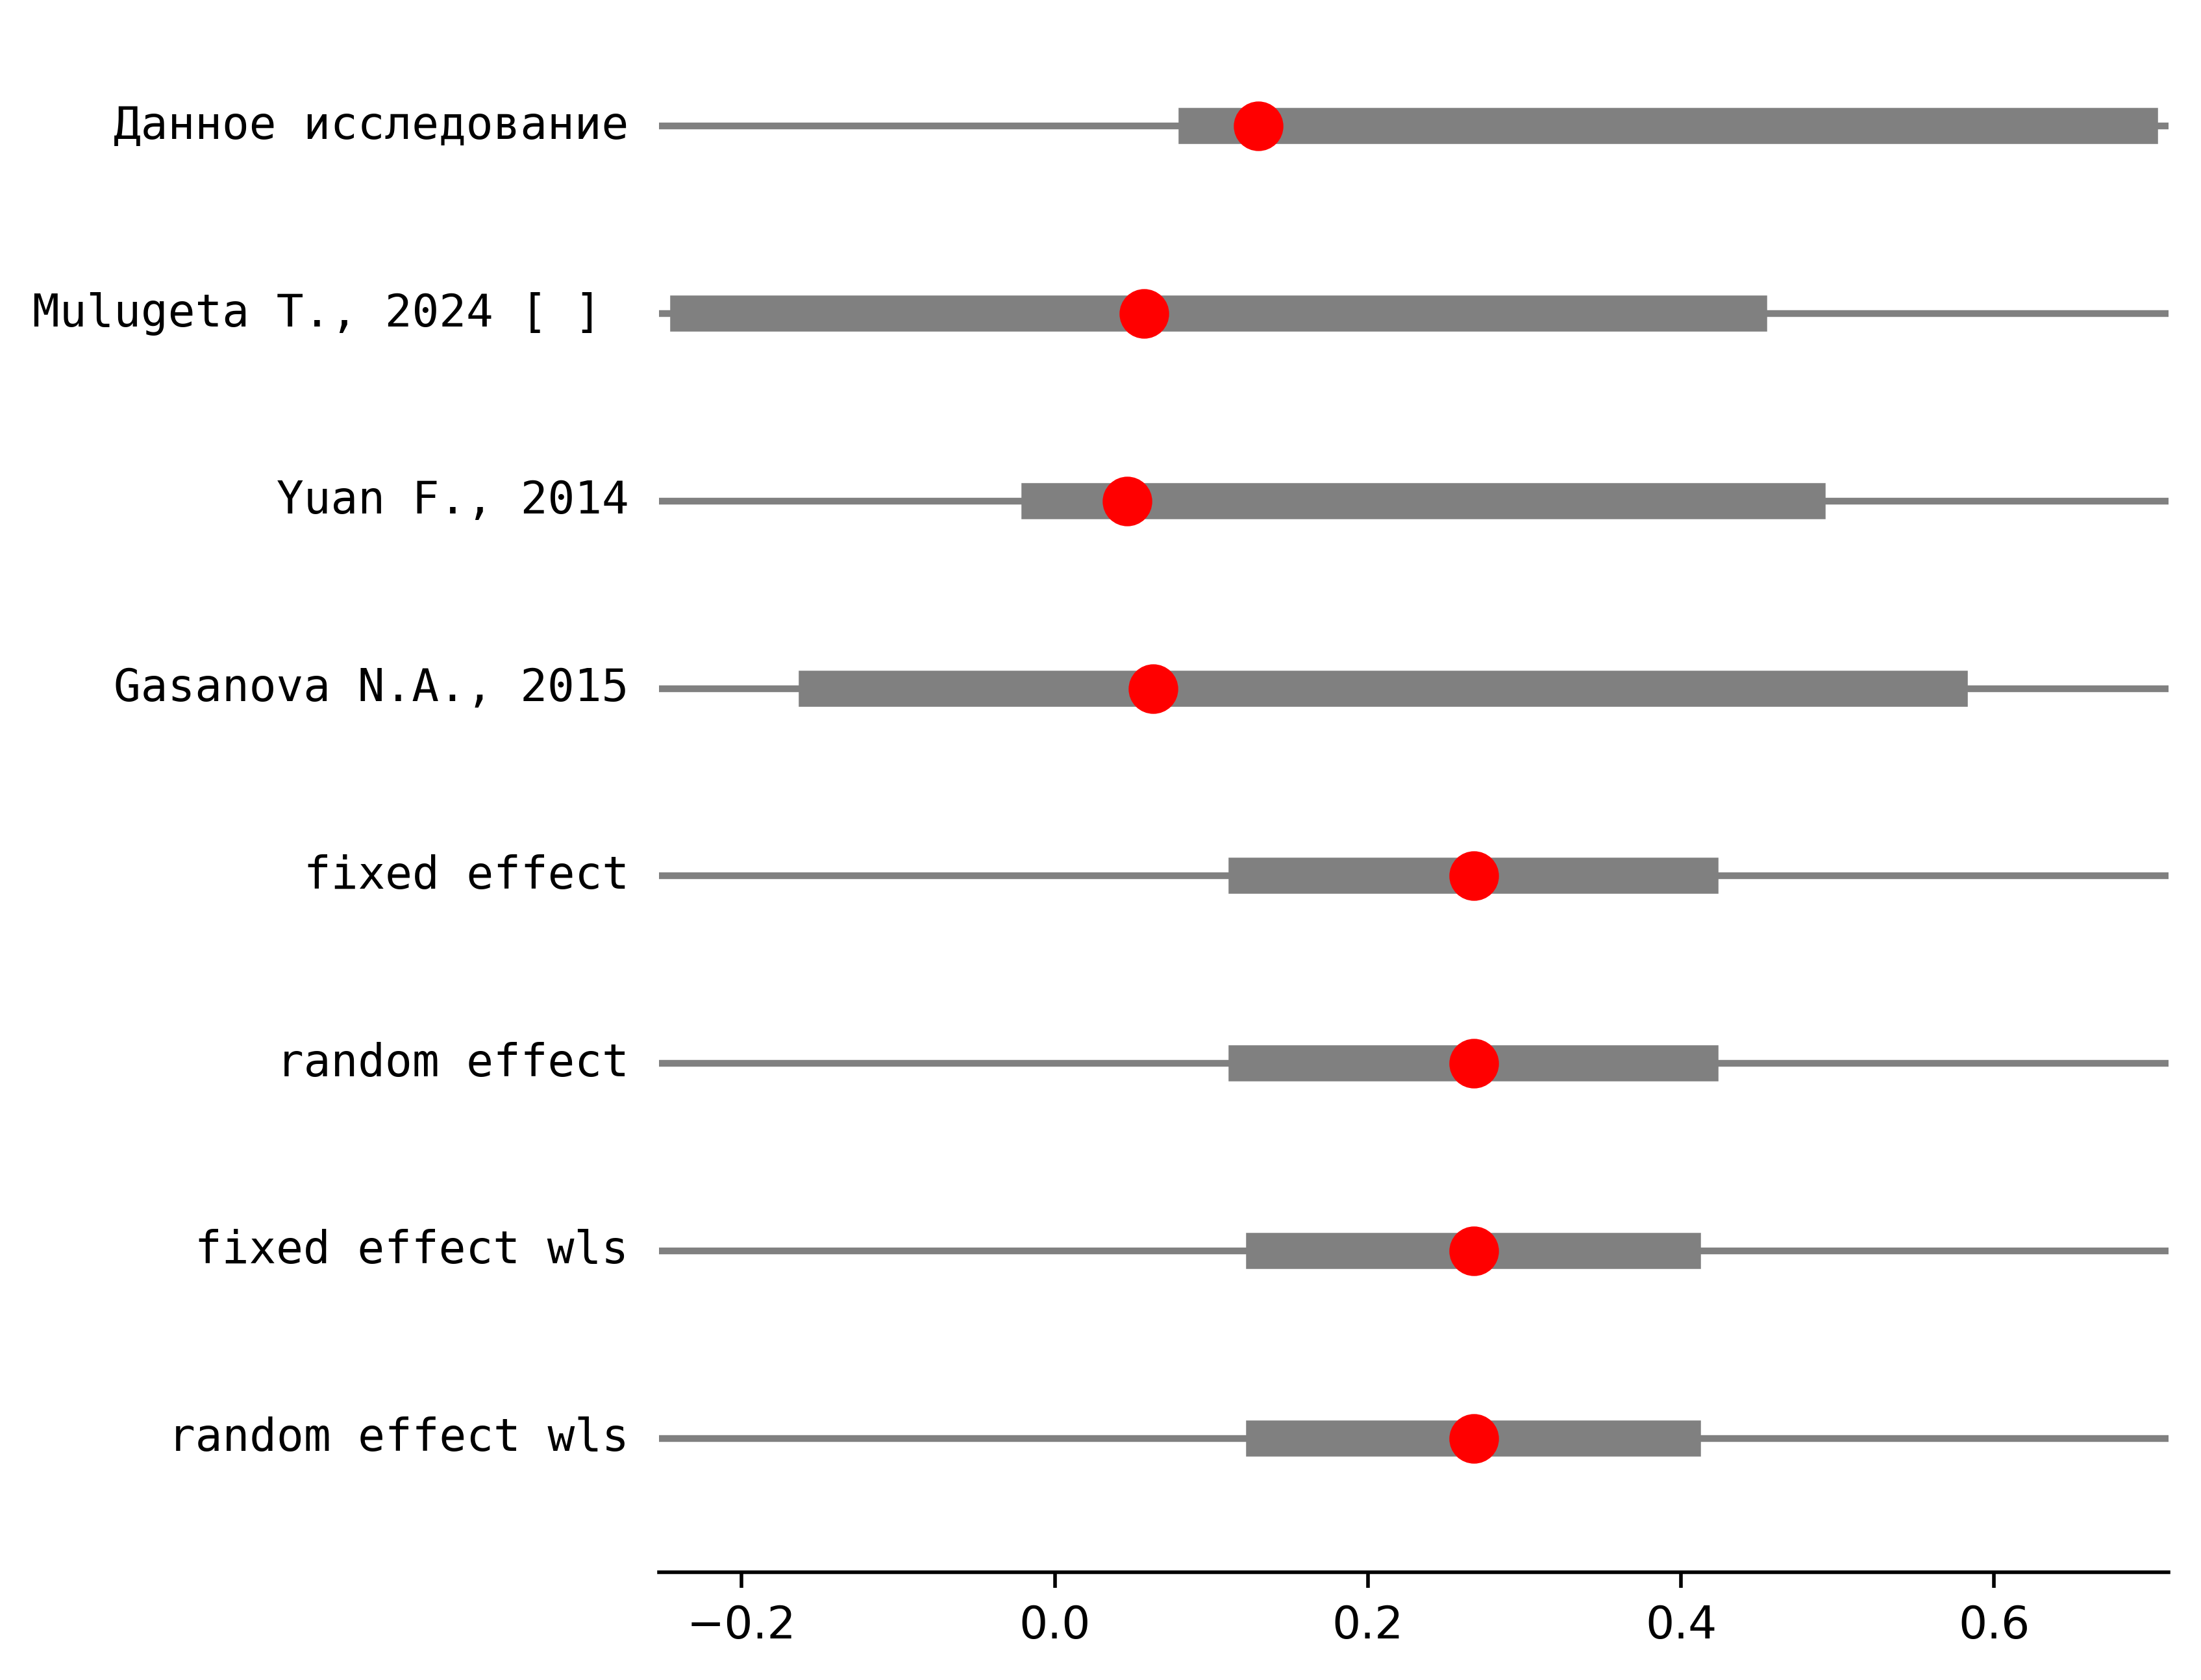 Данное исследование
Mulugeta T., 2024 [ ]
Yuan F., 2014
Gasanova N.A., 2015
fixed effect
random effect
fixed effect wls
random effect wls
−0.2 0.0 0.2 0.4 0.6